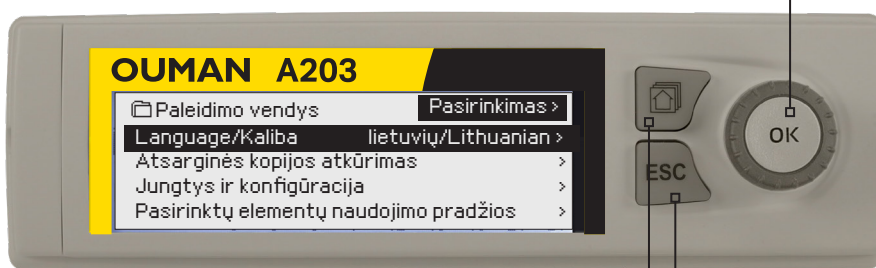 OUMAN A203
Paleidimo vendys Pasirinkimas >
Language/Kaliba lietuvių/Lithuanian >
Atsarginės kopijos atkūrimas >
Jungtys ir konfigūracija >
Pasirinktų elementų naudojimo pradžios >
OK
ESC